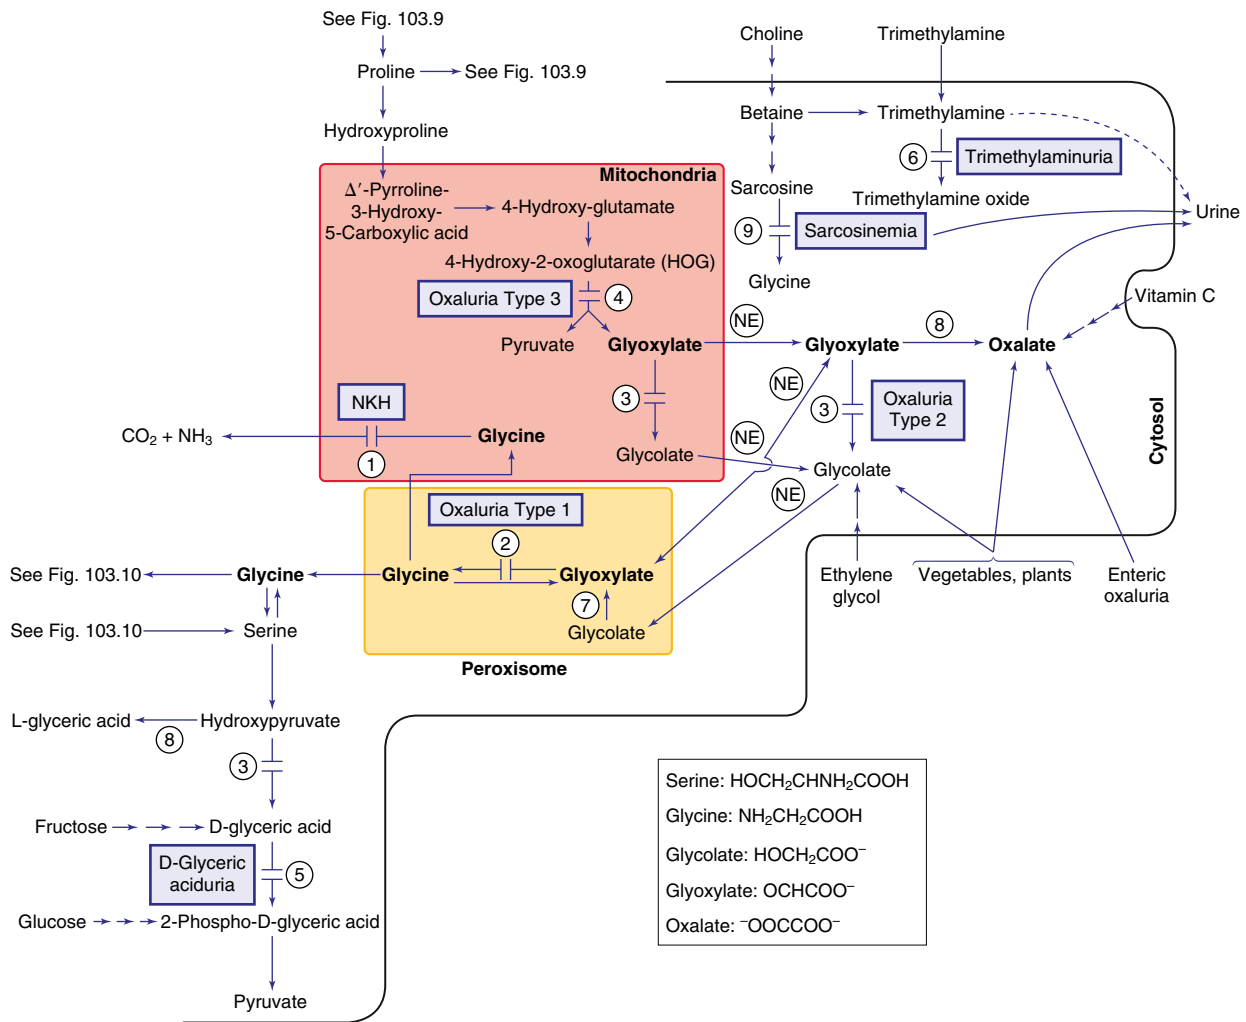 See Fig. 103.9
Choline
Trimethylamine
Proline
See Fig. 103.9
Betaine
Trimethylamine
Hydroxyproline
6
Trimethylaminuria
Mitochondria
Δ′-Pyrroline-
3-Hydroxy-
5-Carboxylic acid
4-Hydroxy-glutamate
Sarcosine
Trimethylamine oxide
Urine
9
Sarcosinemia
4-Hydroxy-2-oxoglutarate (HOG)
Glycine
Oxaluria Type 3
4
Vitamin C
NE
8
Pyruvate
Glyoxylate
Glyoxylate
Oxalate
NE
3
3
Oxaluria
Type 2
NKH
CO₂ + NH₃
1
Glycine
NE
Glycolate
Glycolate
Cytosol
NE
Oxaluria Type 1
2
See Fig. 103.10
Glycine
Glycine
Glyoxylate
7
Glycolate
Ethylene
glycol
Vegetables, plants
Enteric
oxaluria
See Fig. 103.10
Serine
Peroxisome
L-glyceric acid
8
Hydroxypyruvate
3
Fructose
D-glyceric acid
D-Glyceric
aciduria
5
Glucose
2-Phospho-D-glyceric acid
Pyruvate
Serine: HOCH₂CHNH₂COOH
Glycine: NH₂CH₂COOH
Glycolate: HOCH₂COO⁻
Glyoxylate: OCHCOO⁻
Oxalate: ⁻OOCCOO⁻